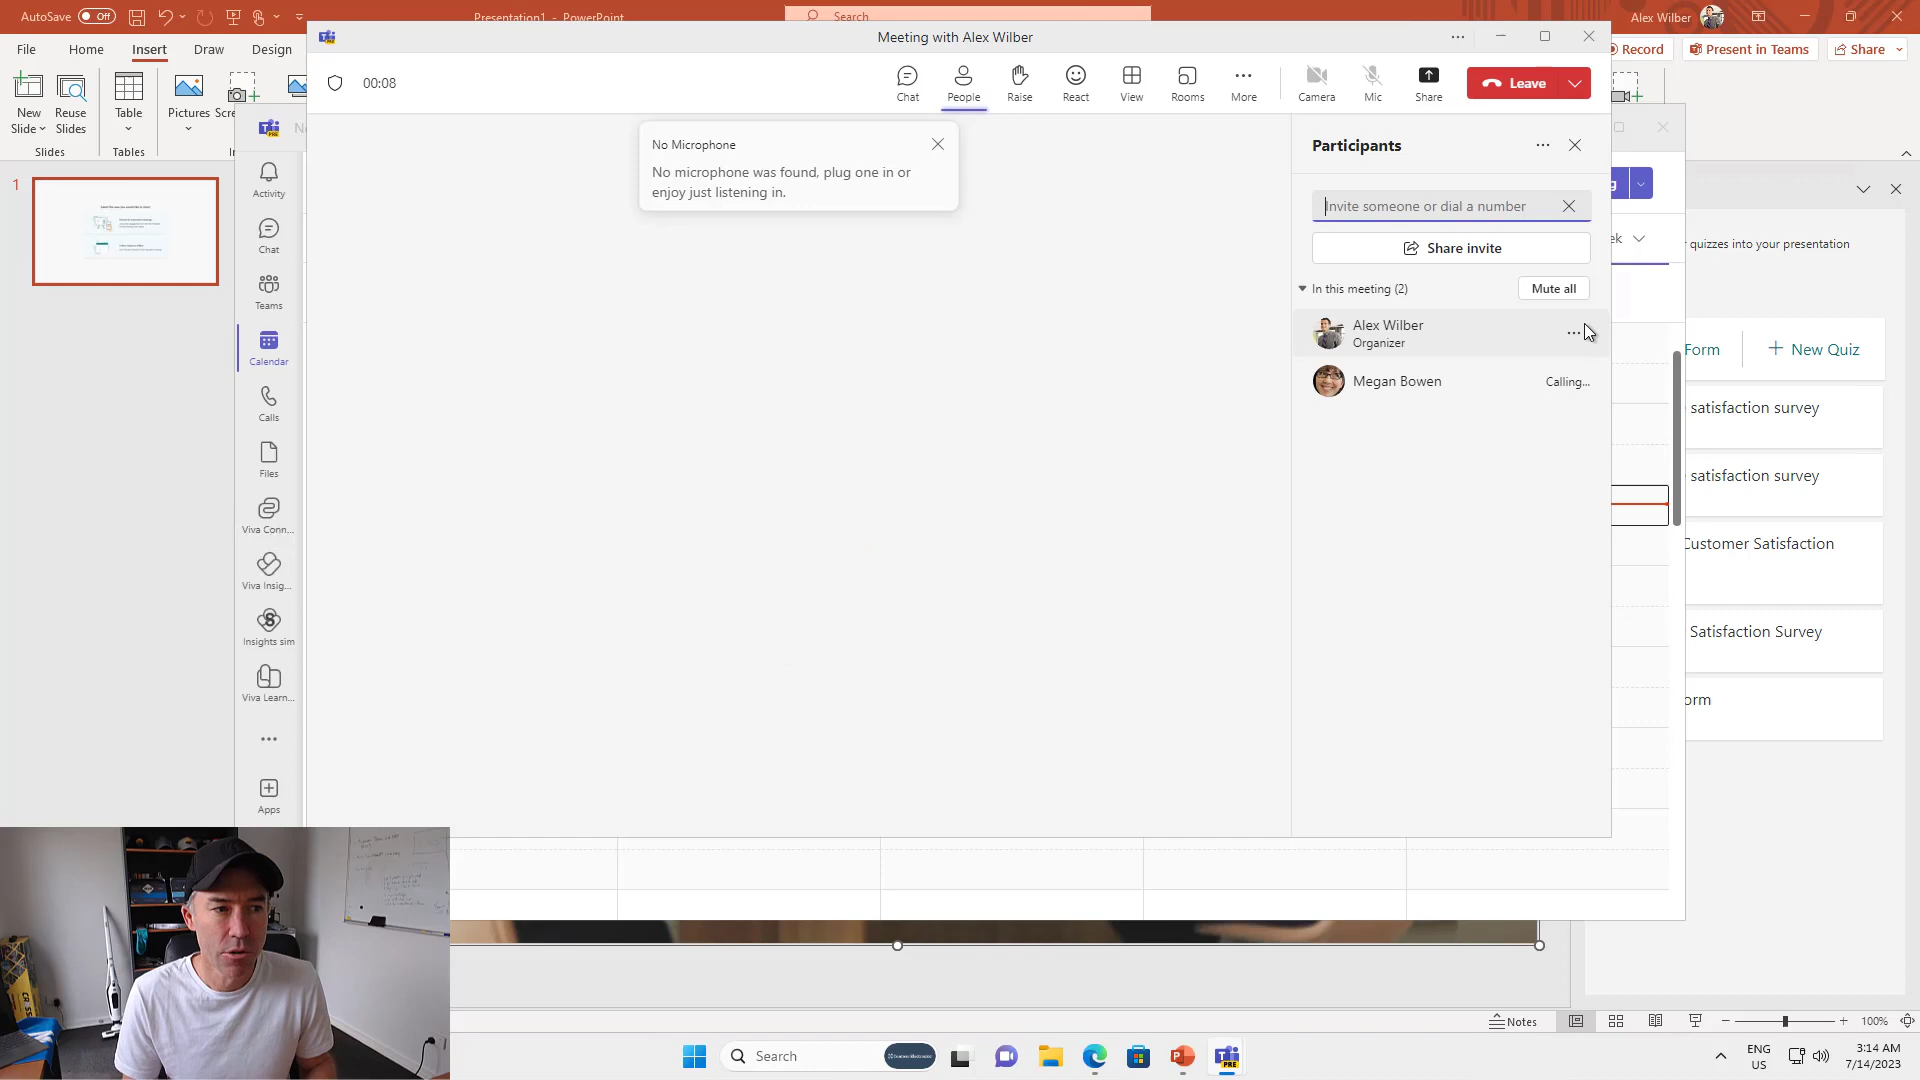 AutoSave Off
Presentation1 - PowerPoint
Search
Alex Wilber
File Home Insert Draw Design
Record Present in Teams Share
New Slide
Reuse Slides
Table
Pictures
Slides
Tables
1
Meeting with Alex Wilber
00:08
Chat People Raise React View Rooms More Camera Mic Share Leave
No Microphone
No microphone was found, plug one in or
enjoy just listening in.
Participants
Invite someone or dial a number
Share invite
In this meeting (2) Mute all
Alex Wilber
Organizer
Megan Bowen Calling...
Activity
Chat
Teams
Calendar
Calls
Files
Viva Conn...
Viva Insig...
Insights sim
Viva Learn...
Apps
quizzes into your presentation
Form + New Quiz
satisfaction survey
satisfaction survey
Customer Satisfaction
Satisfaction Survey
Notes 100%
Search
ENG
US
3:14 AM
7/14/2023